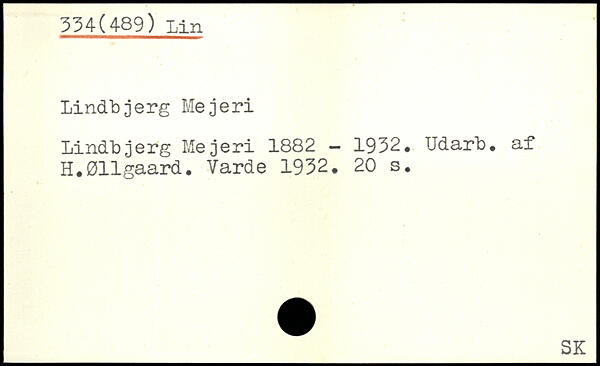 334(489) Lin
Lindbjerg Mejeri
Lindbjerg Mejeri 1882 - 1932. Udarb. af
H.Øllgaard. Varde 1932. 20 s.
SK